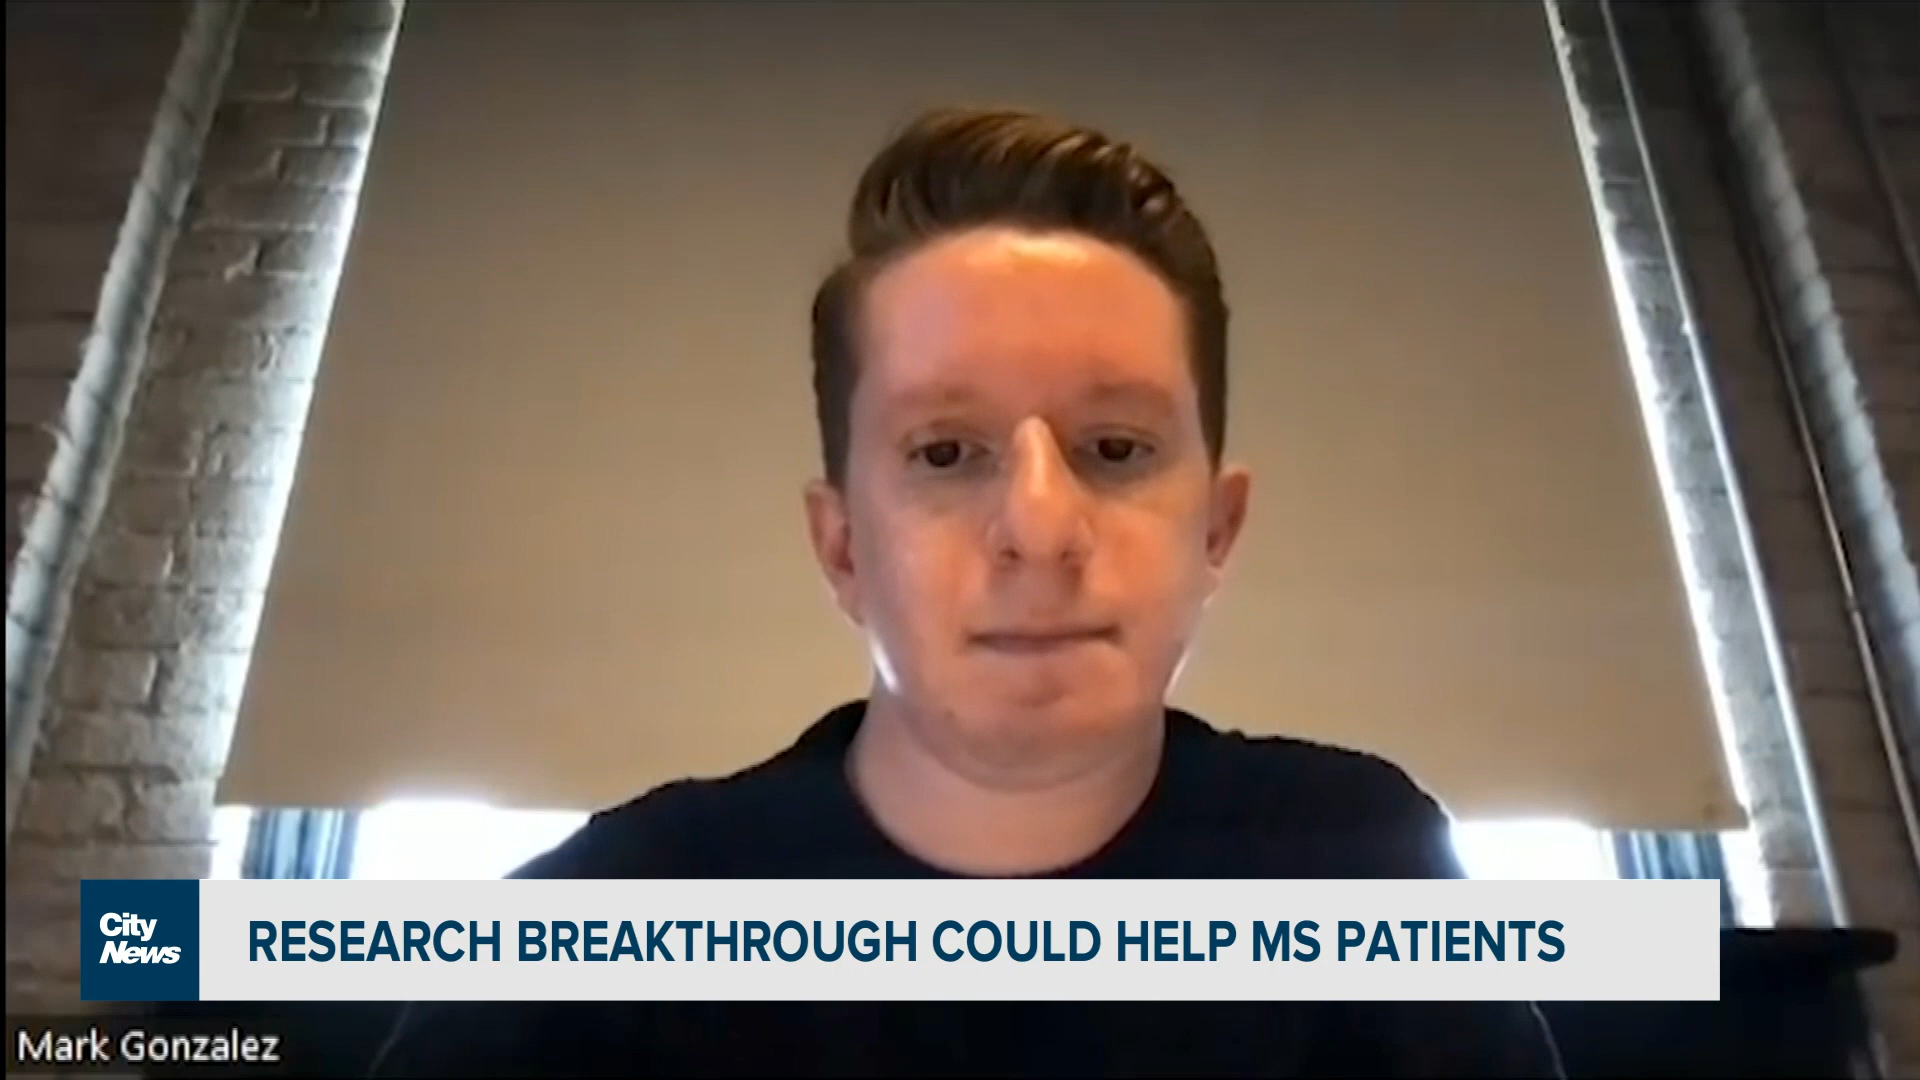 City
News
RESEARCH BREAKTHROUGH COULD HELP MS PATIENTS
Mark Gonzalez